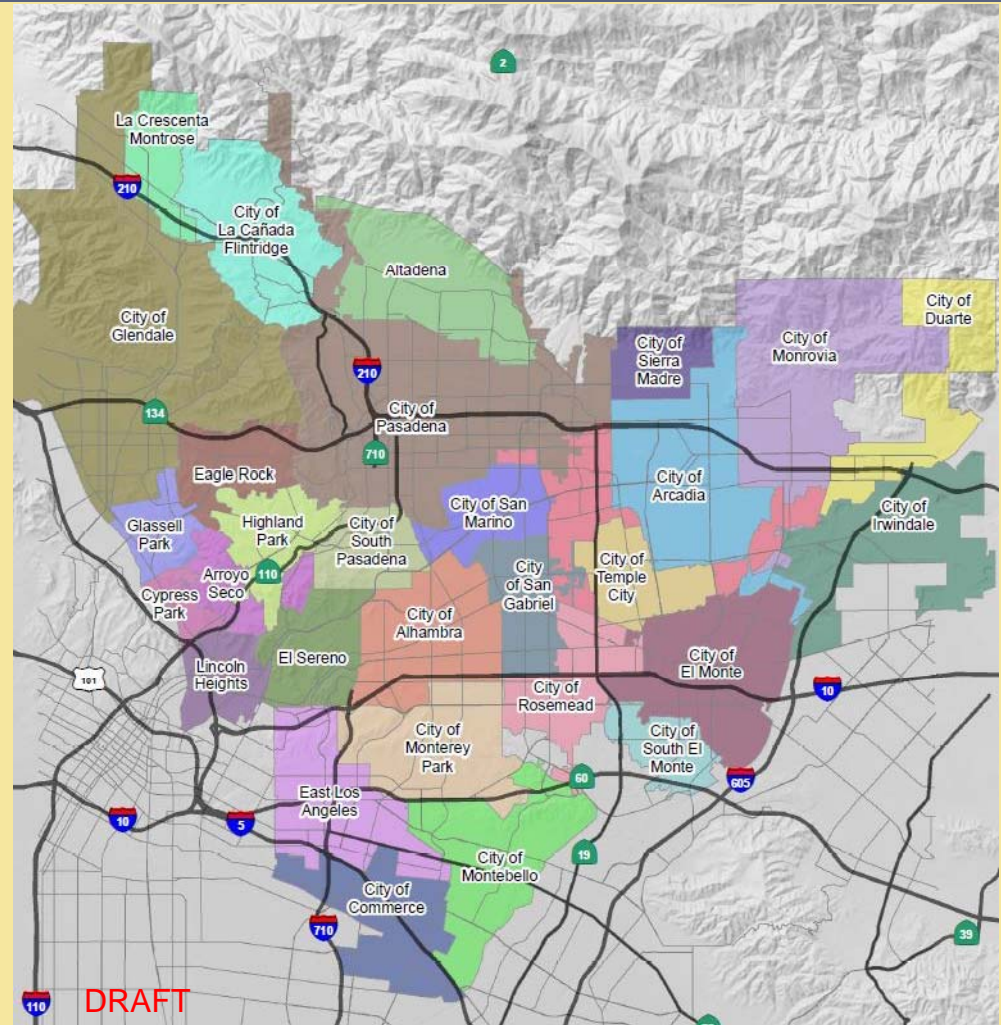 2
La Crescenta
Montrose
210
City of
La Cañada
Flintridge
Altadena
City of
Glendale
City of
Duarte
City of
Monrovia
City of
Sierra
Madre
210
134
City of
Pasadena
710
Eagle Rock
City of
Arcadia
City of San
Marino
City of
Irwindale
Glassell
Park
Highland
Park
City of
South
Pasadena
City of
Temple
City
City
of San
Gabriel
Arroyo
Seco
110
Cypress
Park
City of
Alhambra
El Sereno
City of
El Monte
Lincoln
Heights
101
10
City of
Rosemead
City of
Monterey
Park
City of
South El
Monte
60
605
East Los
Angeles
10
5
19
City of
Montebello
City of
Commerce
710
39
110
DRAFT